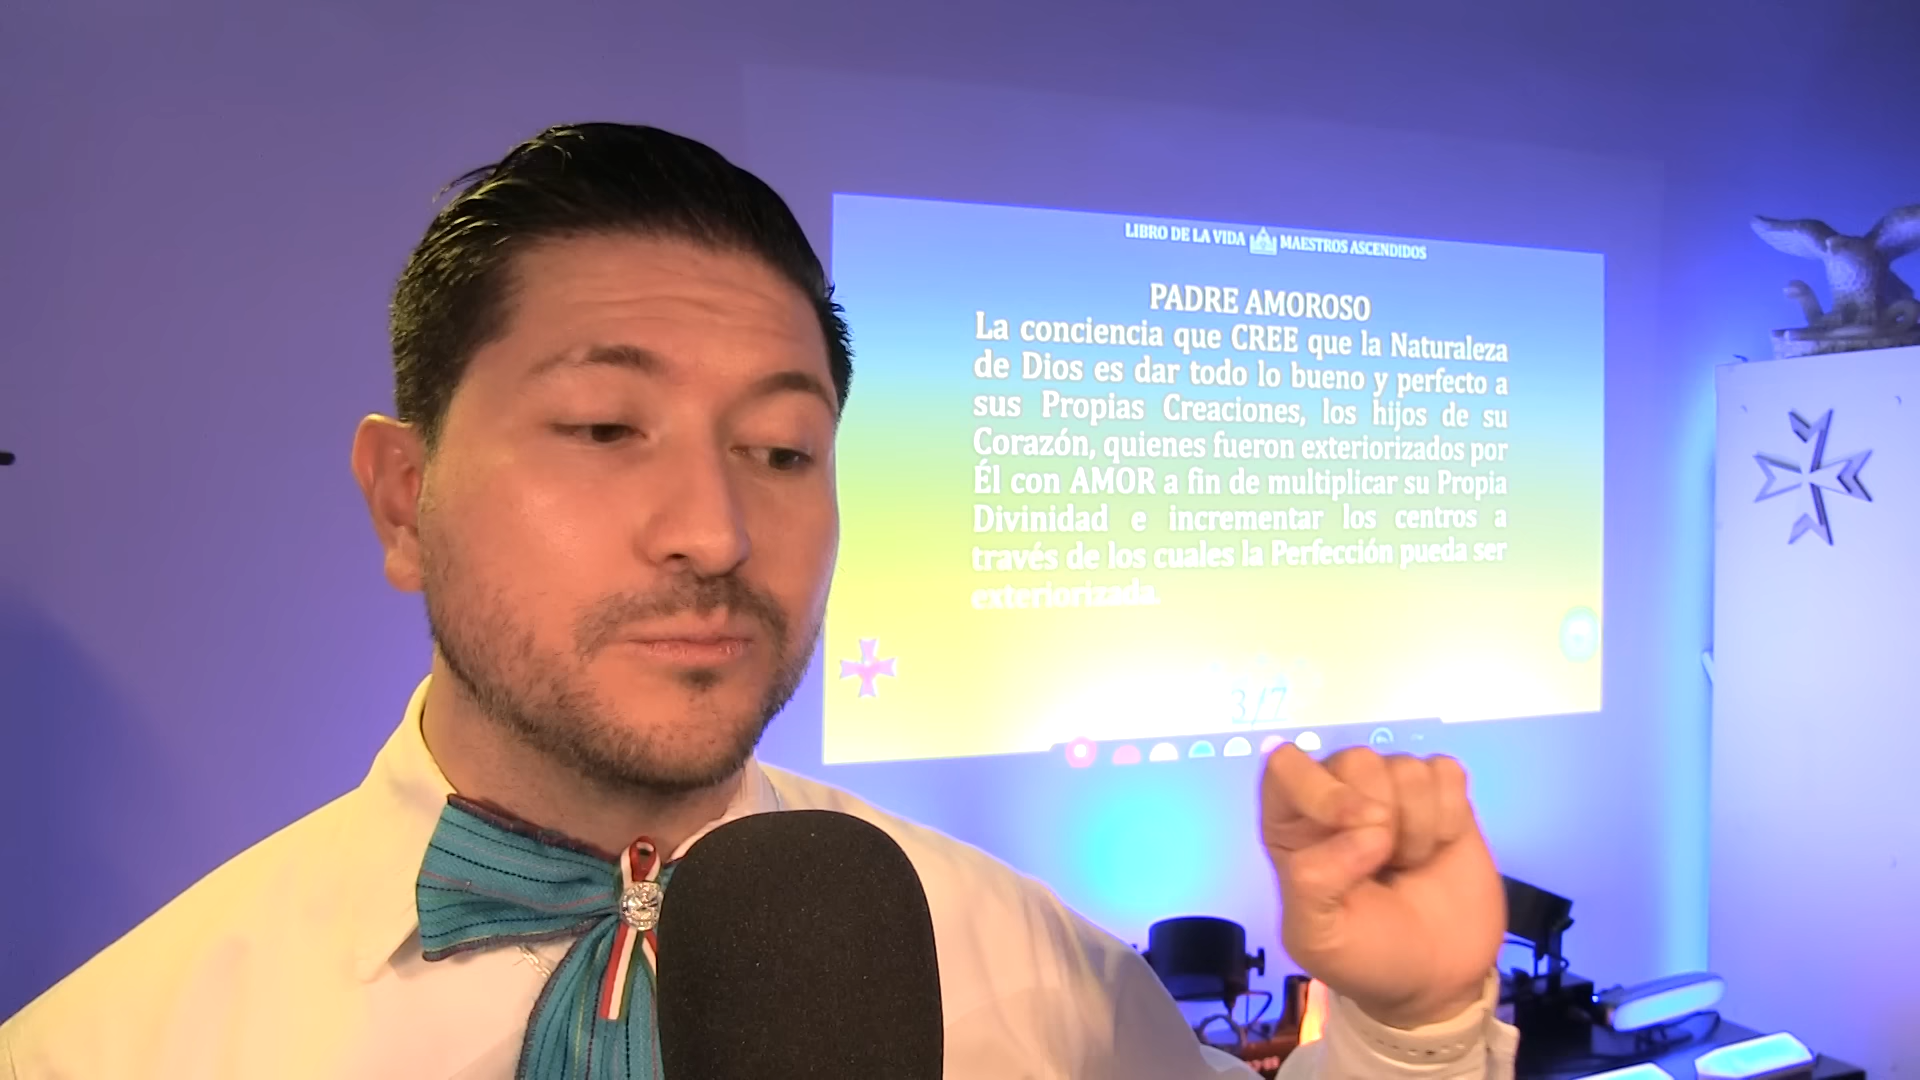 LIBRO DE LA VIDA MAESTROS ASCENDIDOS
PADRE AMOROSO
La conciencia que CREE que la Naturaleza
de Dios es dar todo lo bueno y perfecto a
sus Propias Creaciones, los hijos de su
Corazón, quienes fueron exteriorizados por
Él con AMOR a fin de multiplicar su Propia
Divinidad e incrementar los centros a
través de los cuales la Perfección pueda ser
exteriorizada.
3/7